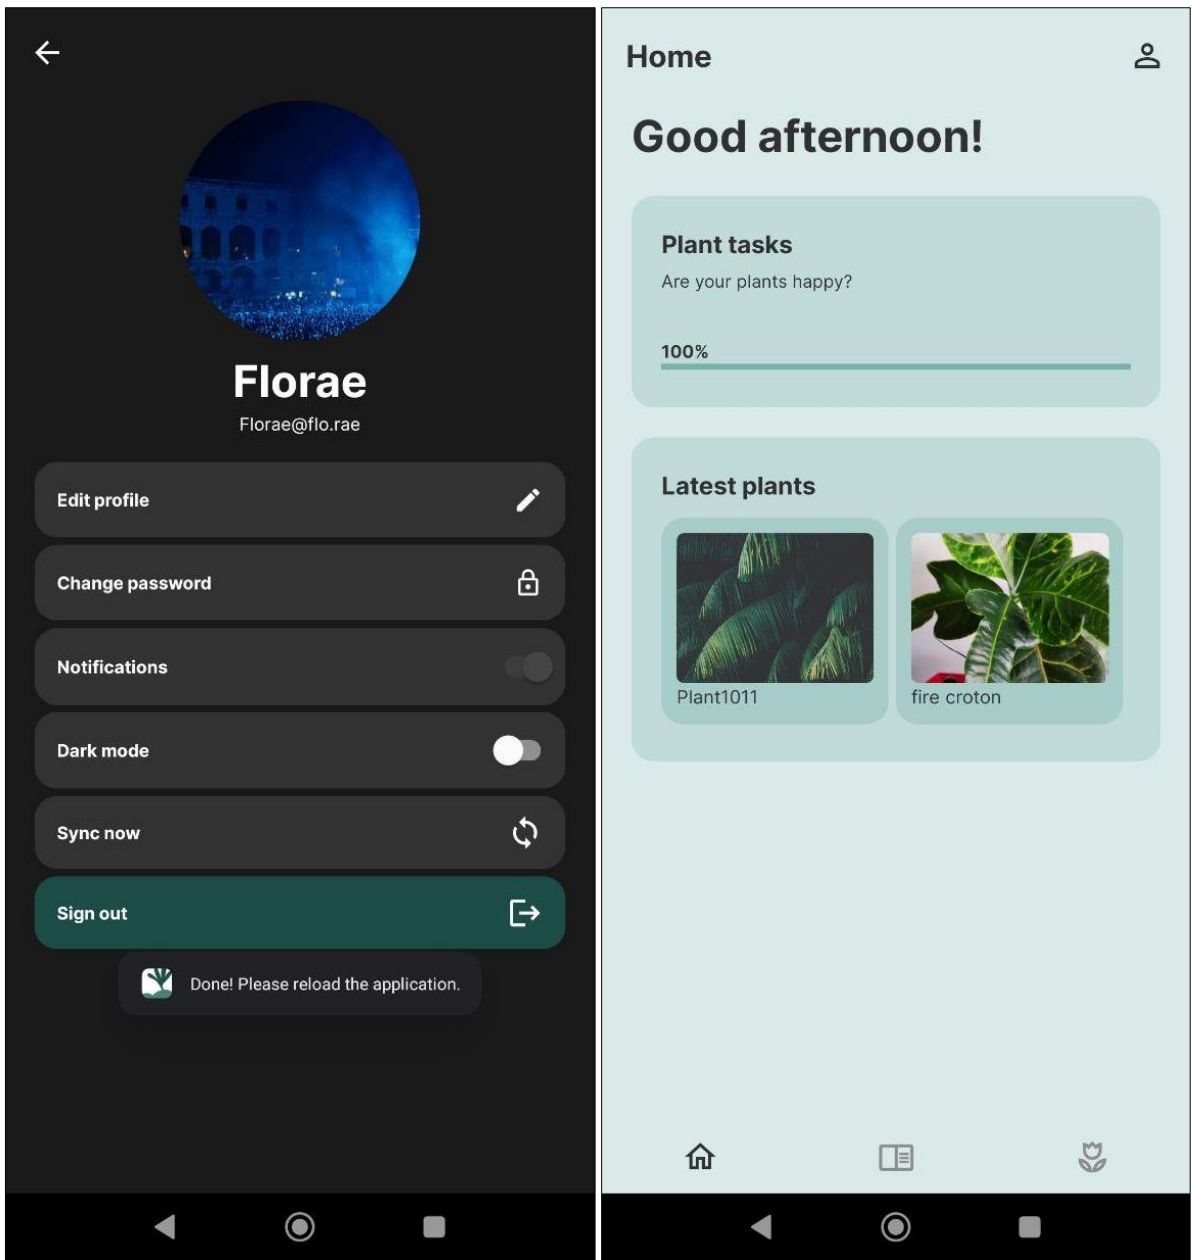 Florae
Florae@flo.rae
Edit profile
Change password
Notifications
Dark mode
Sync now
Sign out
Done! Please reload the application.
Home
Good afternoon!
Plant tasks
Are your plants happy?
100%
Latest plants
Plant1011
fire croton